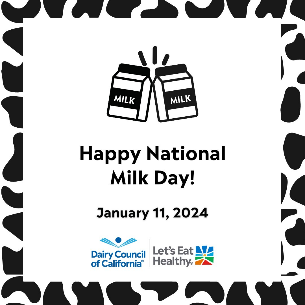 MILK MILK
Happy National
Milk Day!
January 11, 2024
Dairy Council
of California®
Let's Eat
Healthy.